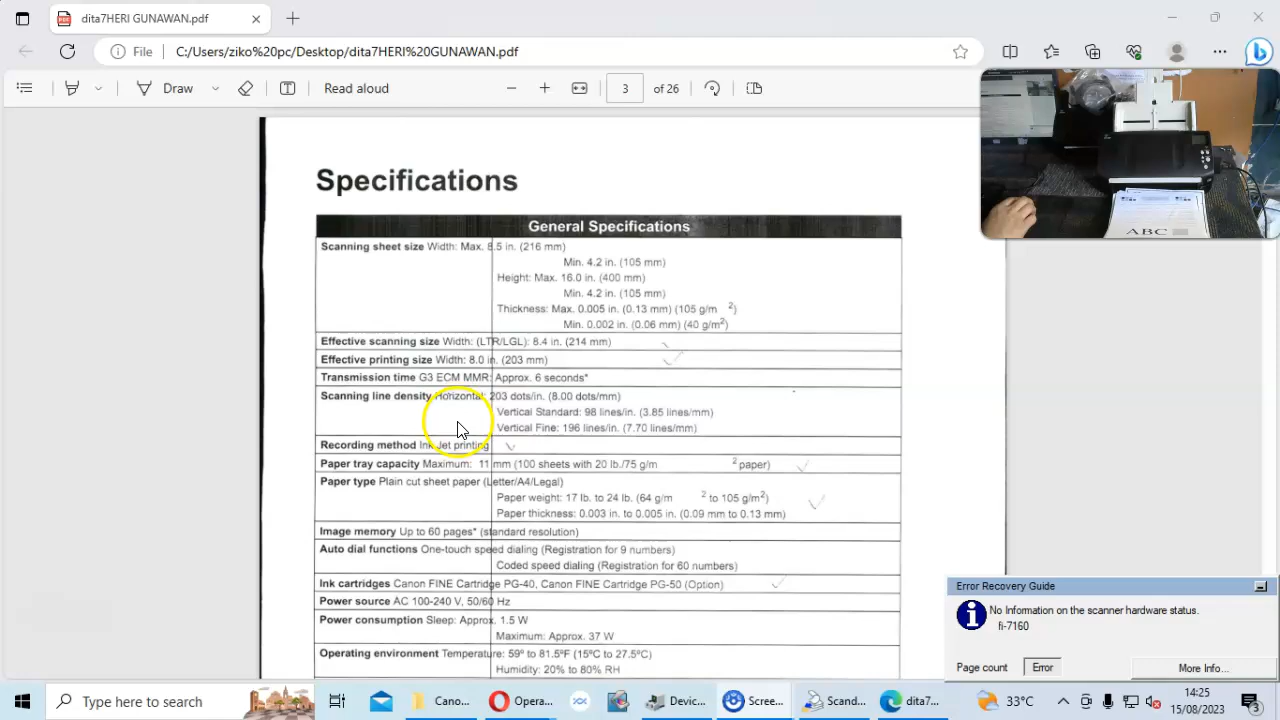 dita7HERI GUNAWAN.pdf
File C:/Users/ziko%20pc/Desktop/dita7HERI%20GUNAWAN.pdf
Draw Read aloud 3 of 26
Specifications
General Specifications
Scanning sheet size Width: Max. 8.5 in. (216 mm)
Min. 4.2 in. (105 mm)
Height: Max. 16.0 in. (400 mm)
Min. 4.2 in. (105 mm)
Thickness: Max. 0.005 in. (0.13 mm) (105 g/m 2)
Min. 0.002 in. (0.06 mm) (40 g/m2)
Effective scanning size Width: (LTR/LGL): 8.4 in. (214 mm)
Effective printing size Width: 8.0 in. (203 mm)
Transmission time G3 ECM MMR: Approx. 6 seconds*
Scanning line density Horizontal: 203 dots/in. (8.00 dots/mm)
Vertical Standard: 98 lines/in. (3.85 lines/mm)
Vertical Fine: 196 lines/in. (7.70 lines/mm)
Recording method Ink Jet printing
Paper tray capacity Maximum: 11 mm (100 sheets with 20 lb./75 g/m 2 paper)
Paper type Plain cut sheet paper (Letter/A4/Legal)
Paper weight: 17 lb. to 24 lb. (64 g/m 2 to 105 g/m2)
Paper thickness: 0.003 in. to 0.005 in. (0.09 mm to 0.13 mm)
Image memory Up to 60 pages* (standard resolution)
Auto dial functions One-touch speed dialing (Registration for 9 numbers)
Coded speed dialing (Registration for 60 numbers)
Ink cartridges Canon FINE Cartridge PG-40, Canon FINE Cartridge PG-50 (Option)
Power source AC 100-240 V, 50/60 Hz
Power consumption Sleep: Approx. 1.5 W
Maximum: Approx. 37 W
Operating environment Temperature: 59º to 81.5ºF (15ºC to 27.5ºC)
Humidity: 20% to 80% RH
ABC
Error Recovery Guide
No Information on the scanner hardware status.
fi-7160
Page count Error More Info...
Type here to search Cano... Opera... Devic... Scree... Scand... dita7... 33°C 14:25
15/08/2023 3